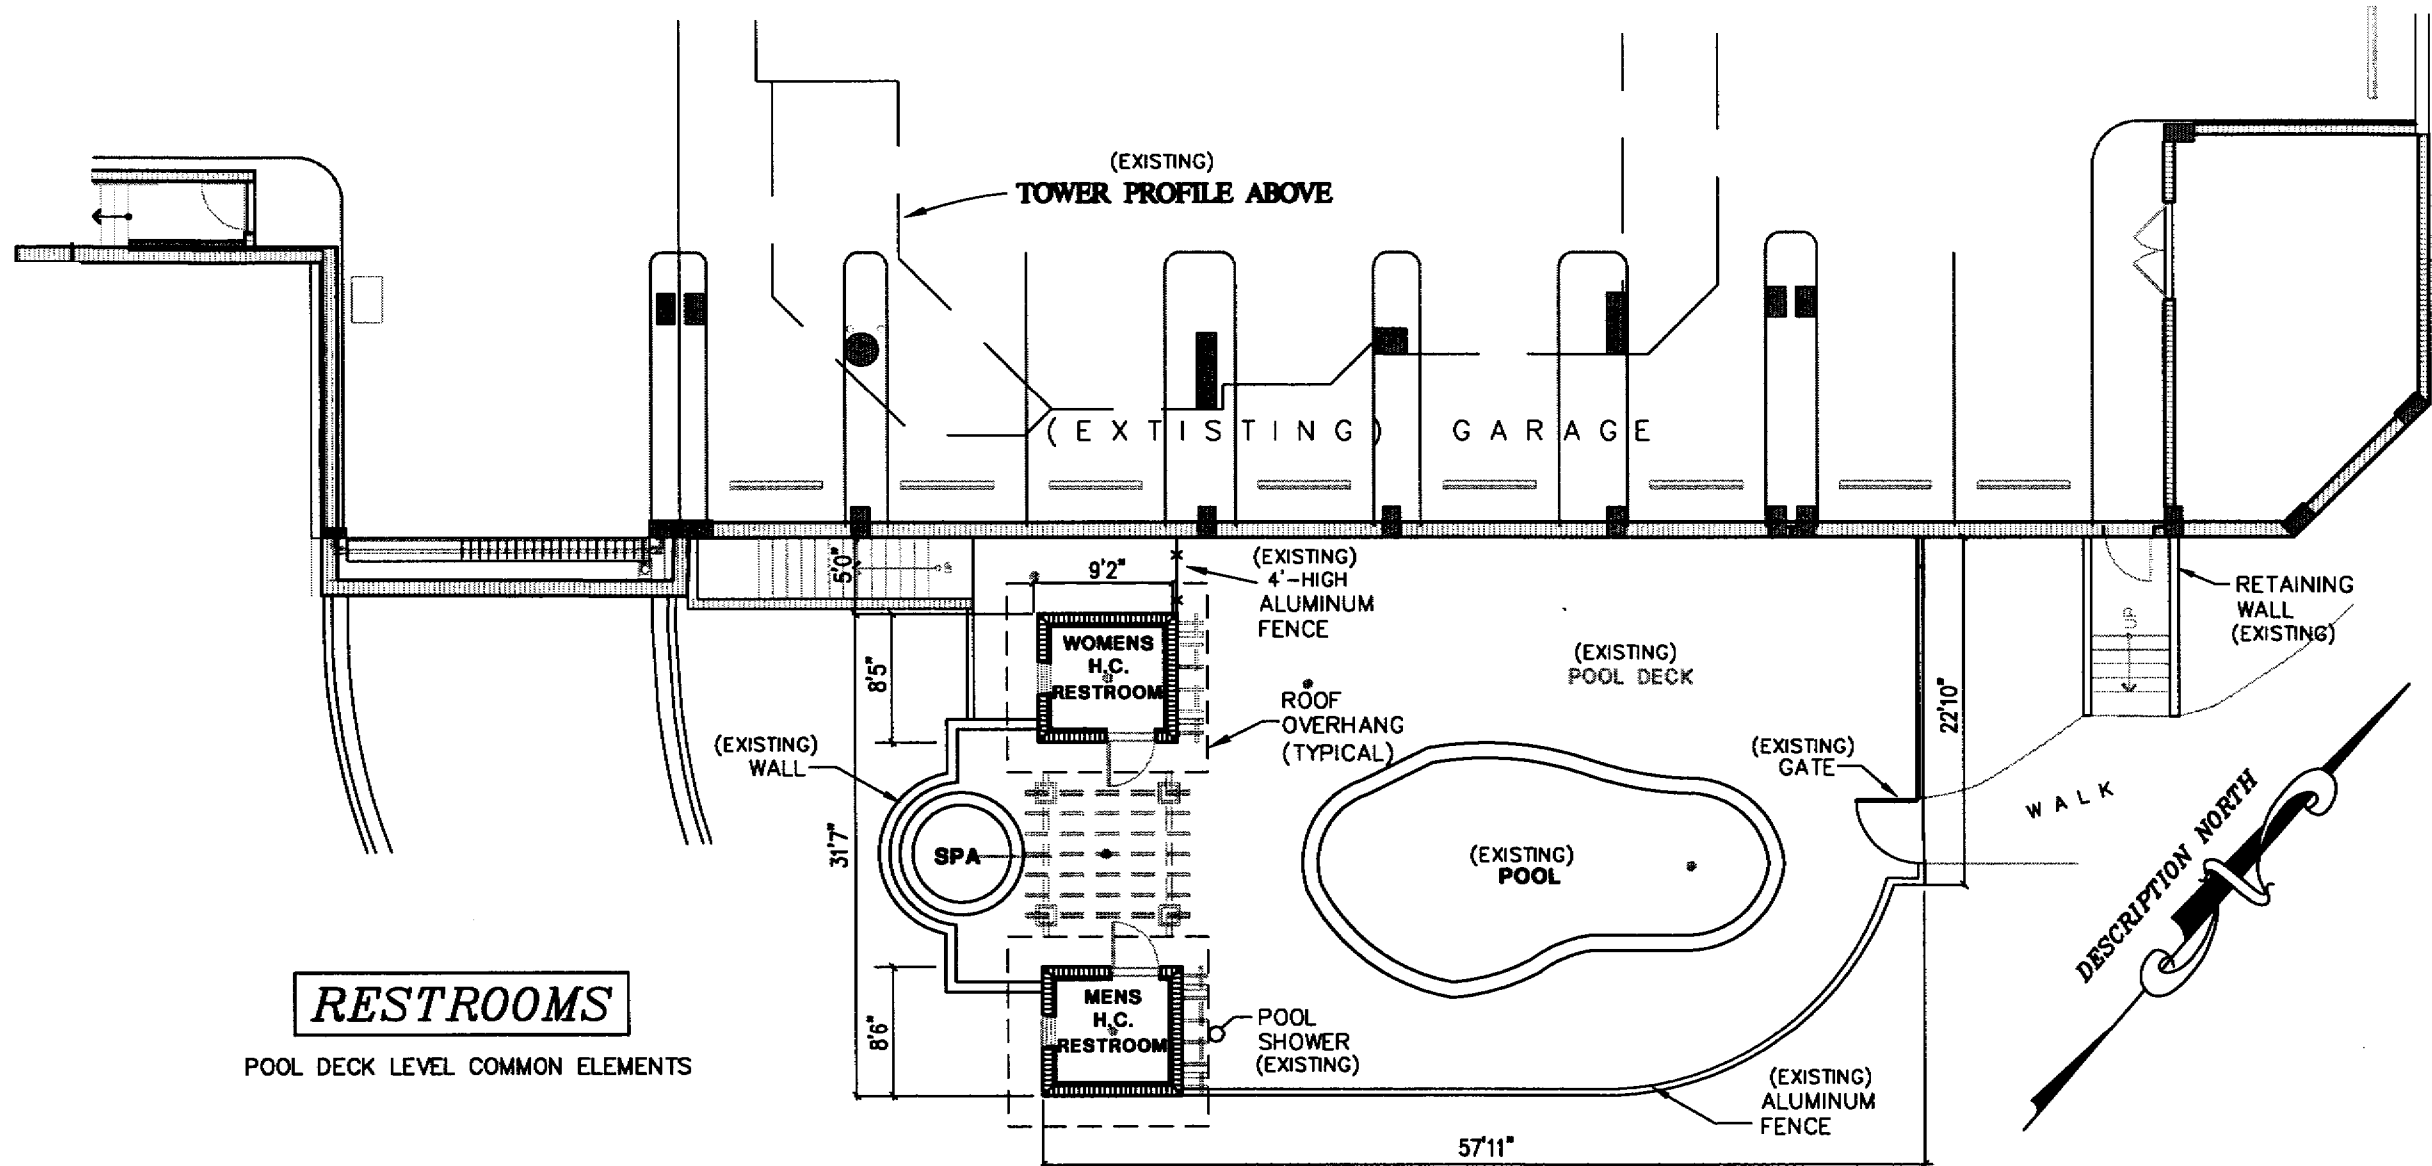 (EXISTING)
TOWER PROFILE ABOVE
(EXTISTING) GARAGE
5'0"
9'2"
(EXISTING)
4'-HIGH
ALUMINUM
FENCE
RETAINING
WALL
(EXISTING)
UP
WOMENS
H.C.
RESTROOM
8'5"
(EXISTING)
POOL DECK
ROOF
OVERHANG
(TYPICAL)
22'10"
(EXISTING)
WALL
(EXISTING)
GATE
WALK
DESCRIPTION NORTH
31'7"
SPA
(EXISTING)
POOL
RESTROOMS
POOL DECK LEVEL COMMON ELEMENTS
8'6"
MENS
H.C.
RESTROOM
POOL
SHOWER
(EXISTING)
(EXISTING)
ALUMINUM
FENCE
57'11"